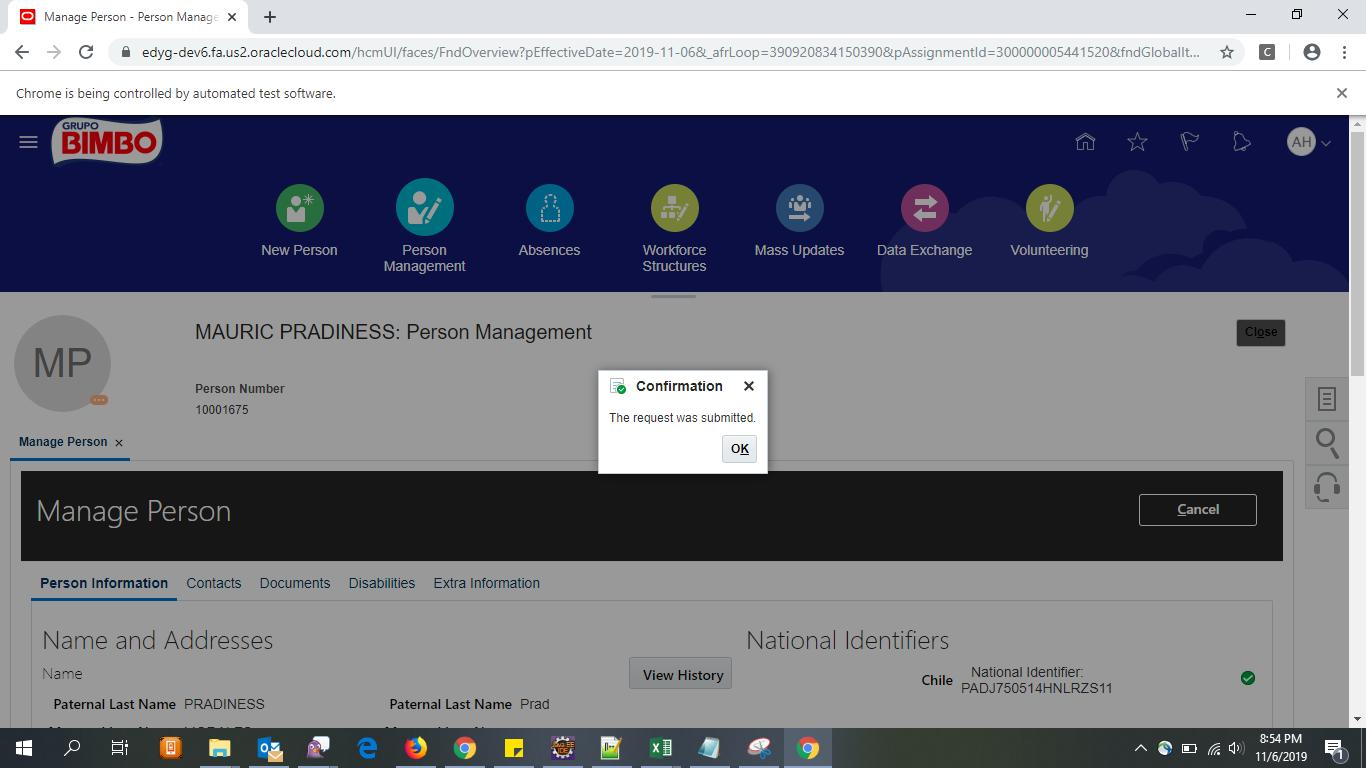 Manage Person - Person Manage
edyg-dev6.fa.us2.oraclecloud.com/hcmUI/faces/FndOverview?pEffectiveDate=2019-11-06&_afrLoop=390920834150390&pAssignmentId=300000005441520&fndGlobalIt...
C
Chrome is being controlled by automated test software.
GRUPO
BIMBO
AH
New Person
Person Management
Absences
Workforce Structures
Mass Updates
Data Exchange
Volunteering
MP
MAURIC PRADINESS: Person Management
Close
Person Number
10001675
Confirmation
The request was submitted.
OK
Manage Person
Manage Person
Cancel
Person Information Contacts Documents Disabilities Extra Information
Name and Addresses
National Identifiers
Name
View History
Chile
National Identifier:
PADJ750514HNLRZS11
Paternal Last Name PRADINESS
Paternal Last Name Prad
8:54 PM
11/6/2019
1